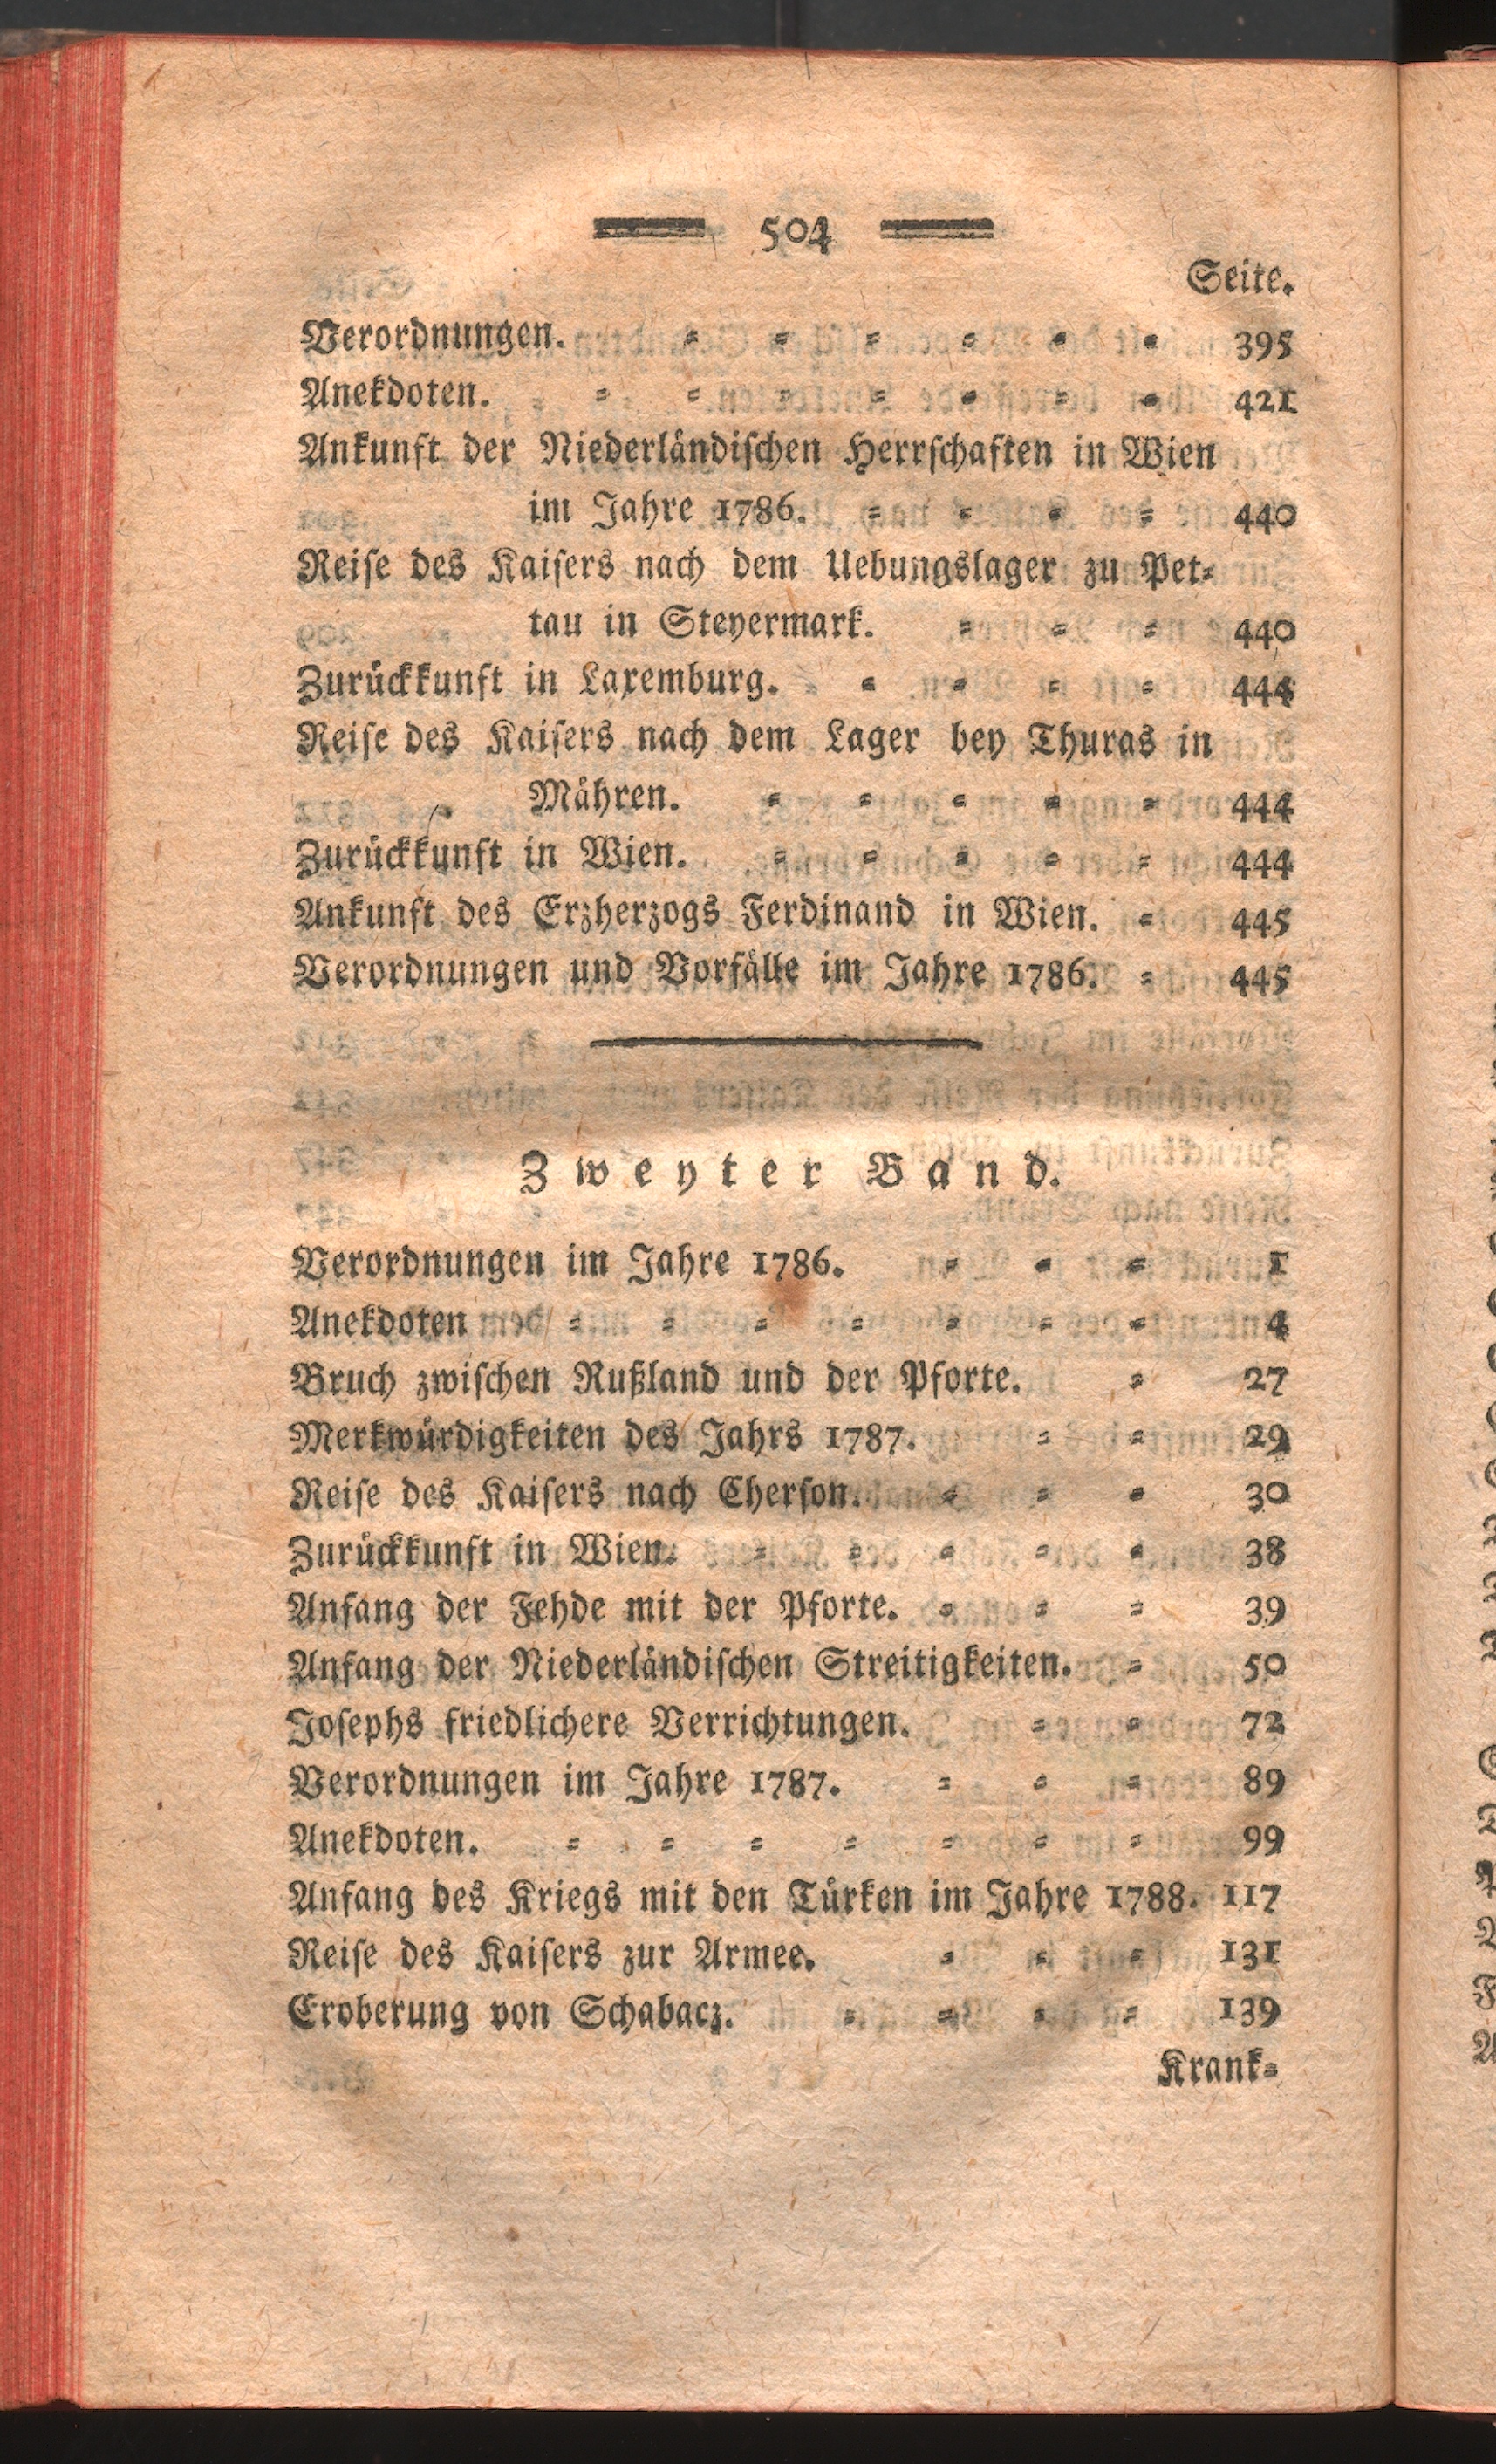 504
Seite.
Verordnungen. = = = = = = 395
Anekdoten. = = = = = = = 421
Ankunft der Niederländischen Herrschaften in Wien
im Jahre 1786. = = = = 440
Reise des Kaisers nach dem Uebungslager zu Pet=
tau in Steyermark. = = = 440
Zurückkunft in Laxemburg. = = = = 444
Reise des Kaisers nach dem Lager bey Thuras in
Mähren. = = = = = 444
Zurückkunft in Wien. = = = = = 444
Ankunft des Erzherzogs Ferdinand in Wien. = 445
Verordnungen und Vorfälle im Jahre 1786. = 445
Zweyter Band.
Verordnungen im Jahre 1786. = = = 1
Anekdoten = = = = = = = 4
Bruch zwischen Rußland und der Pforte. = 27
Merkwürdigkeiten des Jahrs 1787. = = 29
Reise des Kaisers nach Cherson. = = = 30
Zurückkunft in Wien. = = = = = 38
Anfang der Fehde mit der Pforte. = = = 39
Anfang der Niederländischen Streitigkeiten. = 50
Josephs friedlichere Verrichtungen. = = 72
Verordnungen im Jahre 1787. = = = 89
Anekdoten. = = = = = = = 99
Anfang des Kriegs mit den Türken im Jahre 1788. 117
Reise des Kaisers zur Armee. = = = 131
Eroberung von Schabacz. = = = = 139
Krank=